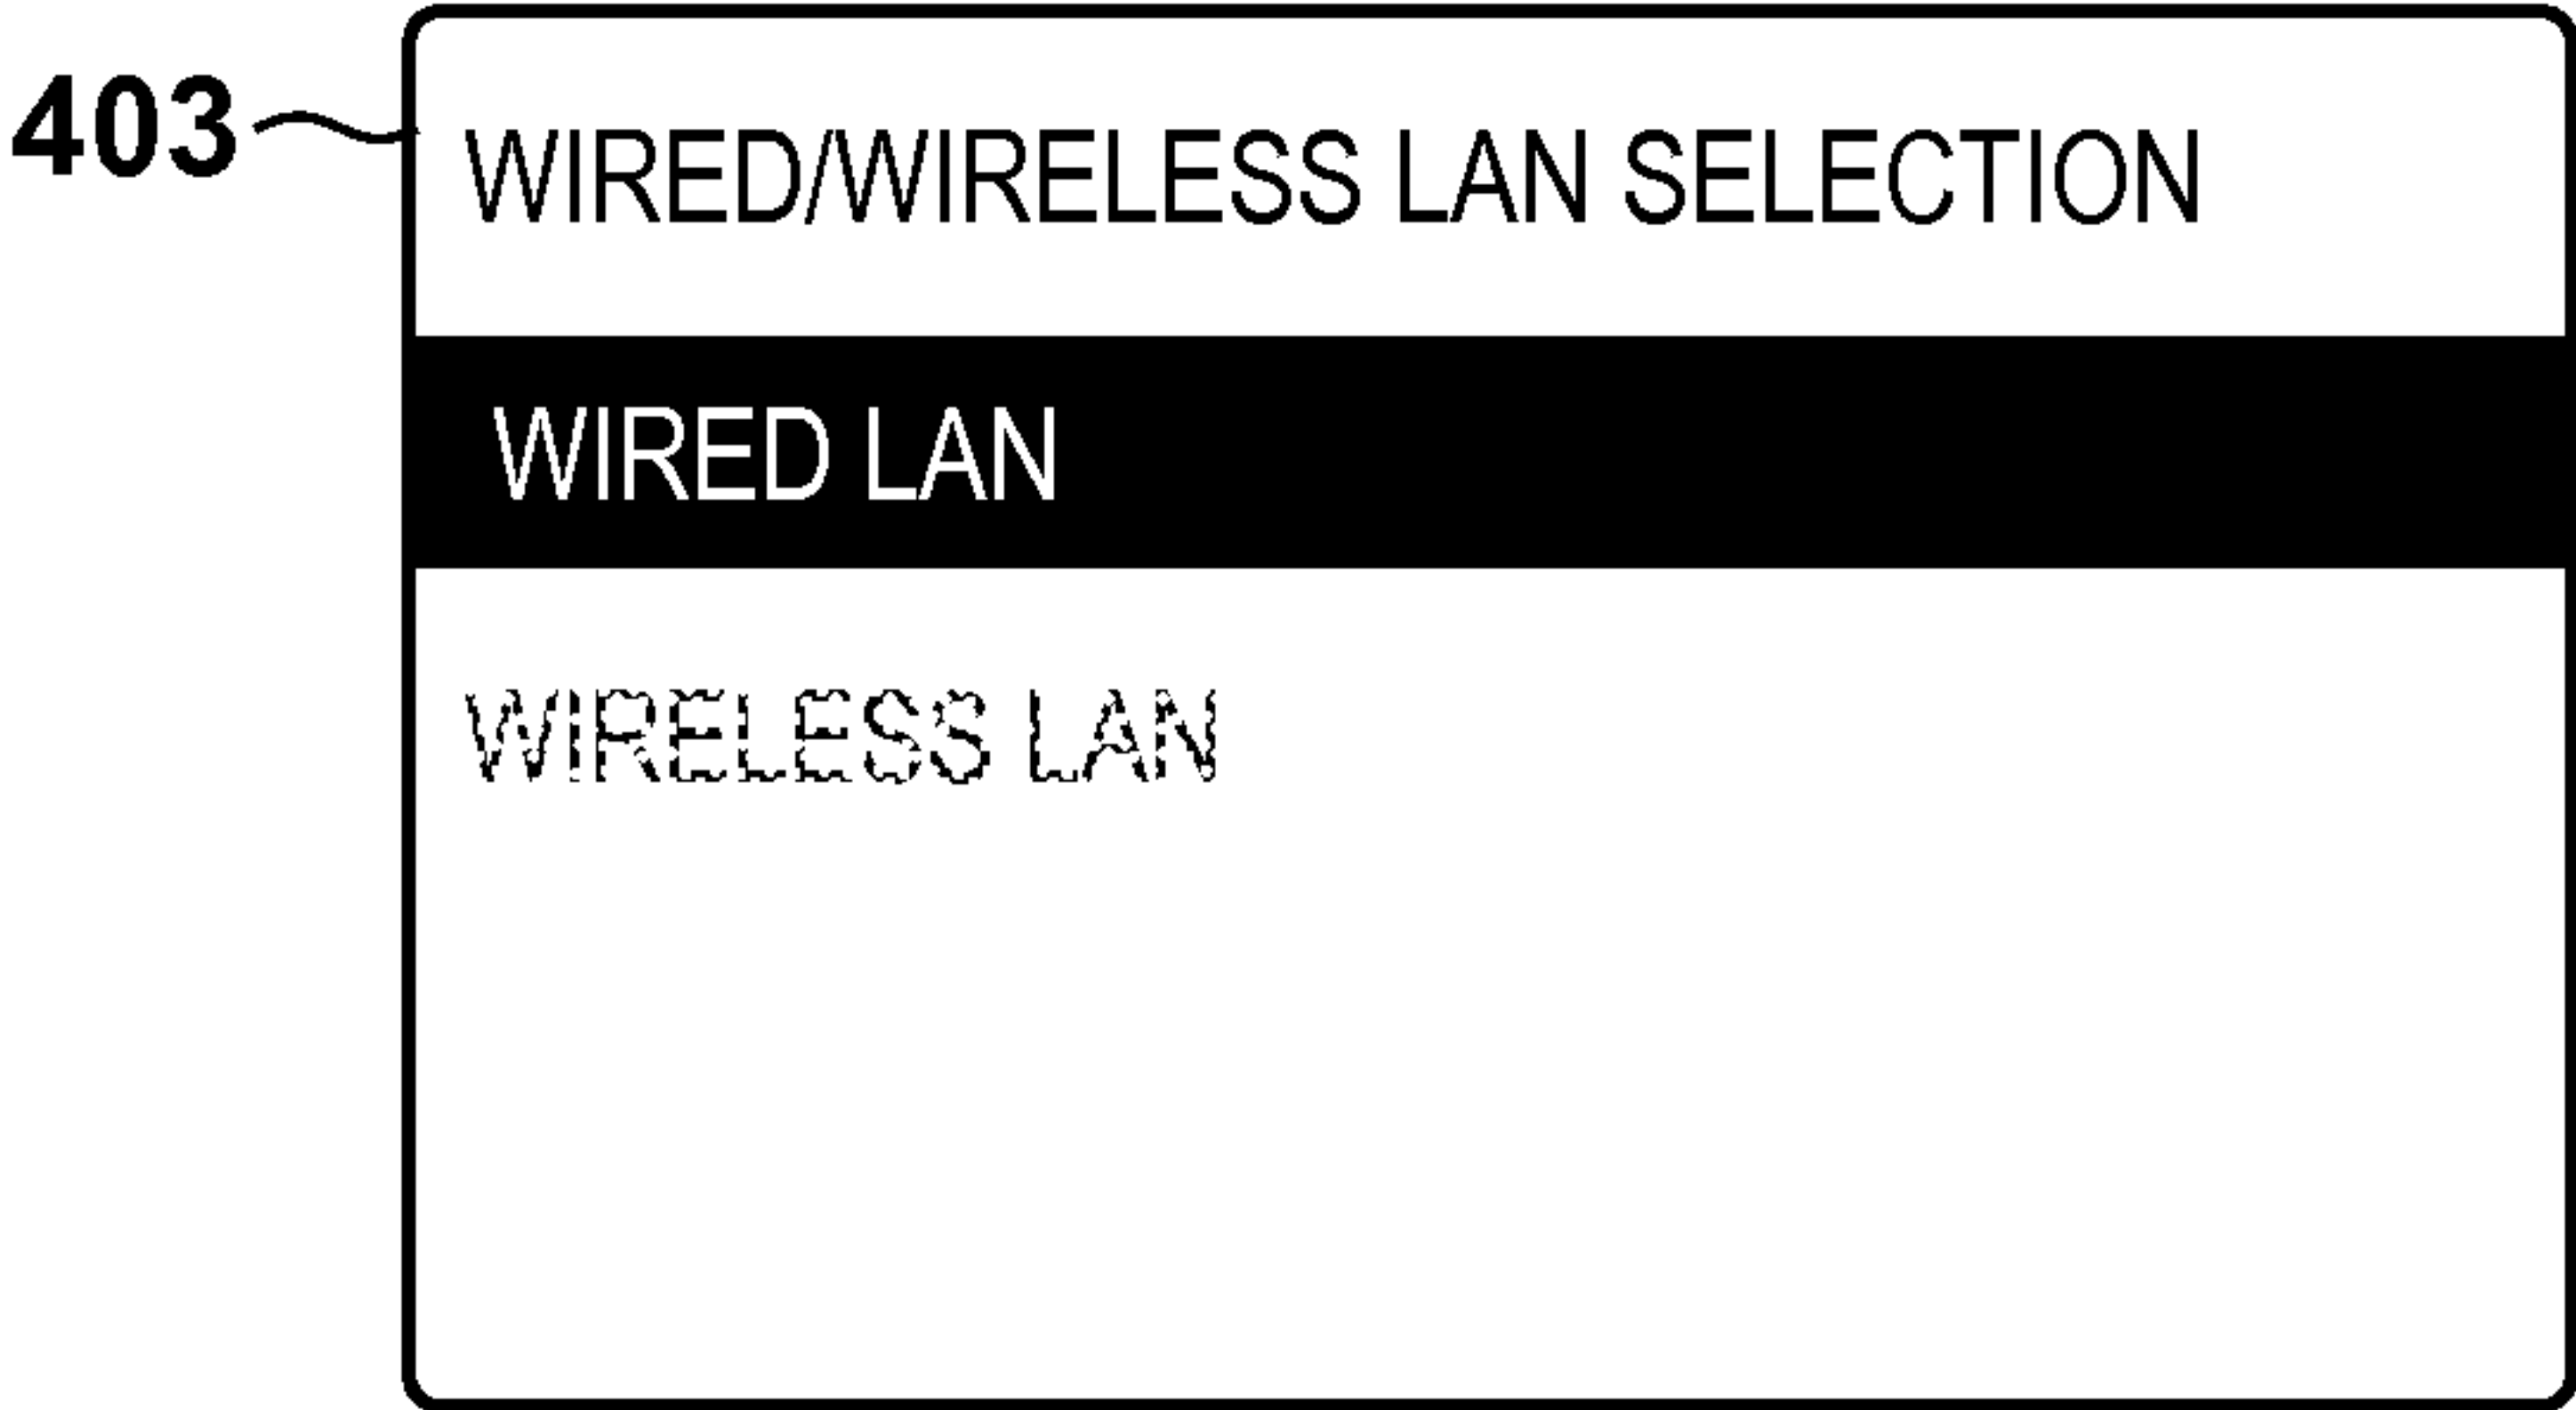 403
WIRED/WIRELESS LAN SELECTION
WIRED LAN
WIRELESS LAN